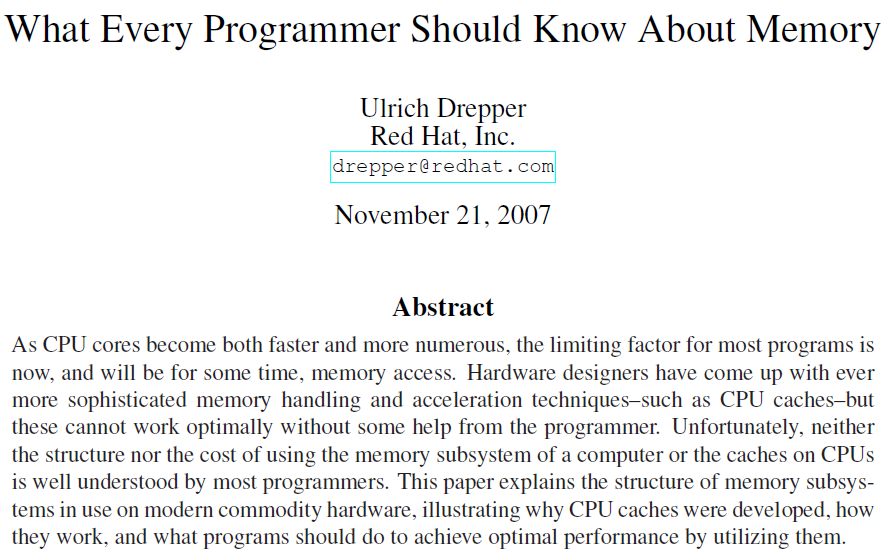 What Every Programmer Should Know About Memory
Ulrich Drepper
Red Hat, Inc.
drepper@redhat.com
November 21, 2007
Abstract
As CPU cores become both faster and more numerous, the limiting factor for most programs is
now, and will be for some time, memory access. Hardware designers have come up with ever
more sophisticated memory handling and acceleration techniques–such as CPU caches–but
these cannot work optimally without some help from the programmer. Unfortunately, neither
the structure nor the cost of using the memory subsystem of a computer or the caches on CPUs
is well understood by most programmers. This paper explains the structure of memory subsys-
tems in use on modern commodity hardware, illustrating why CPU caches were developed, how
they work, and what programs should do to achieve optimal performance by utilizing them.